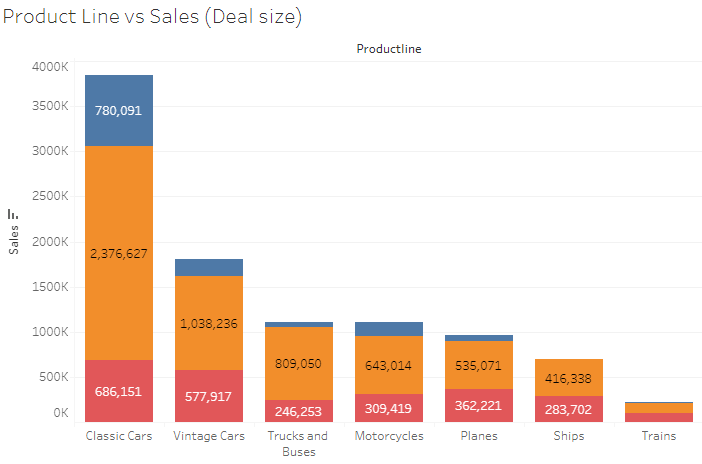 Product Line vs Sales (Deal size)
Productline
4000K
3500K
3000K
2500K
2000K
1500K
1000K
500K
0K
Sales
780,091
2,376,627
686,151
1,038,236
577,917
809,050
246,253
643,014
309,419
535,071
362,221
416,338
283,702
Classic Cars
Vintage Cars
Trucks and
Buses
Motorcycles
Planes
Ships
Trains